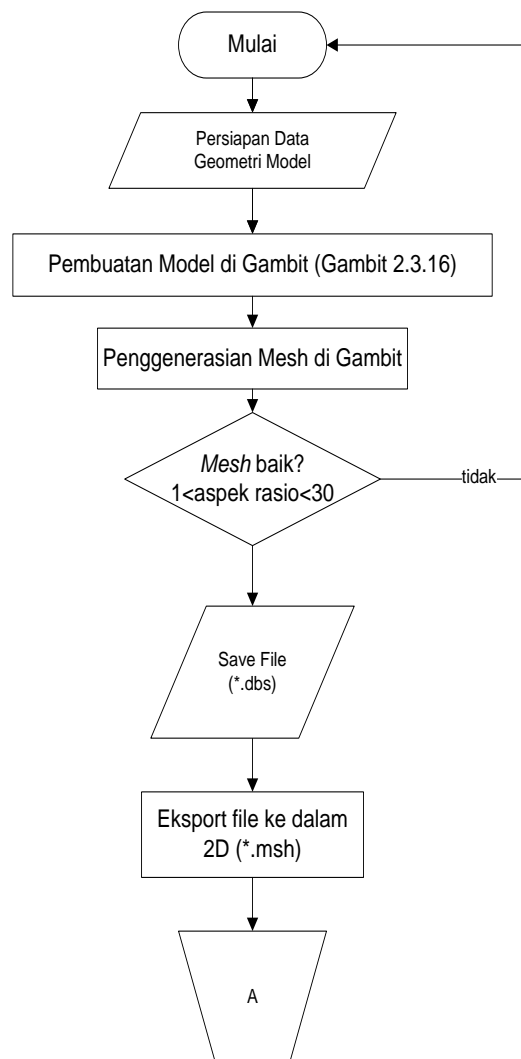 Mulai
Persiapan Data
Geometri Model
Pembuatan Model di Gambit (Gambit 2.3.16)
Penggenerasian Mesh di Gambit
Mesh baik?
1<aspek rasio<30
tidak
Save File
(*.dbs)
Eksport file ke dalam
2D (*.msh)
A